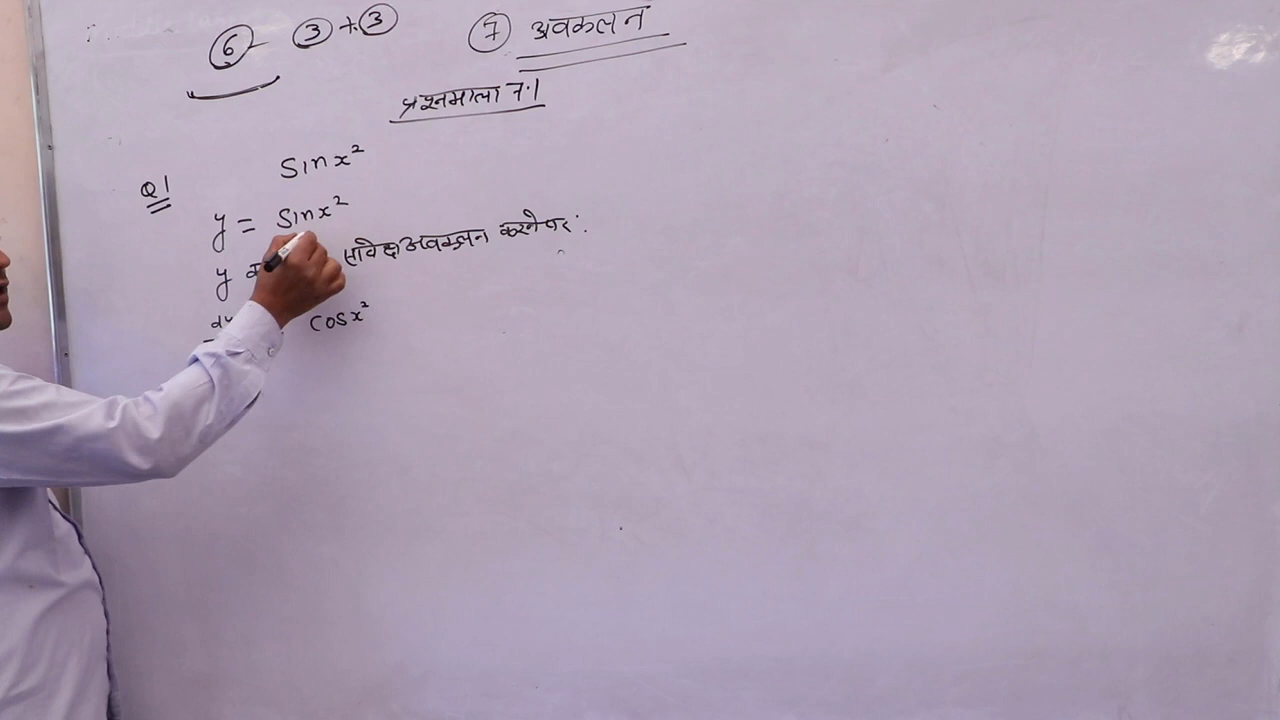 6 - 3 + 3
7 अवकलन
प्रश्नमाला 7.1
Q1 Sin x²
y = Sin x²
y सापेक्ष अवकलन करने पर :
Cos x²